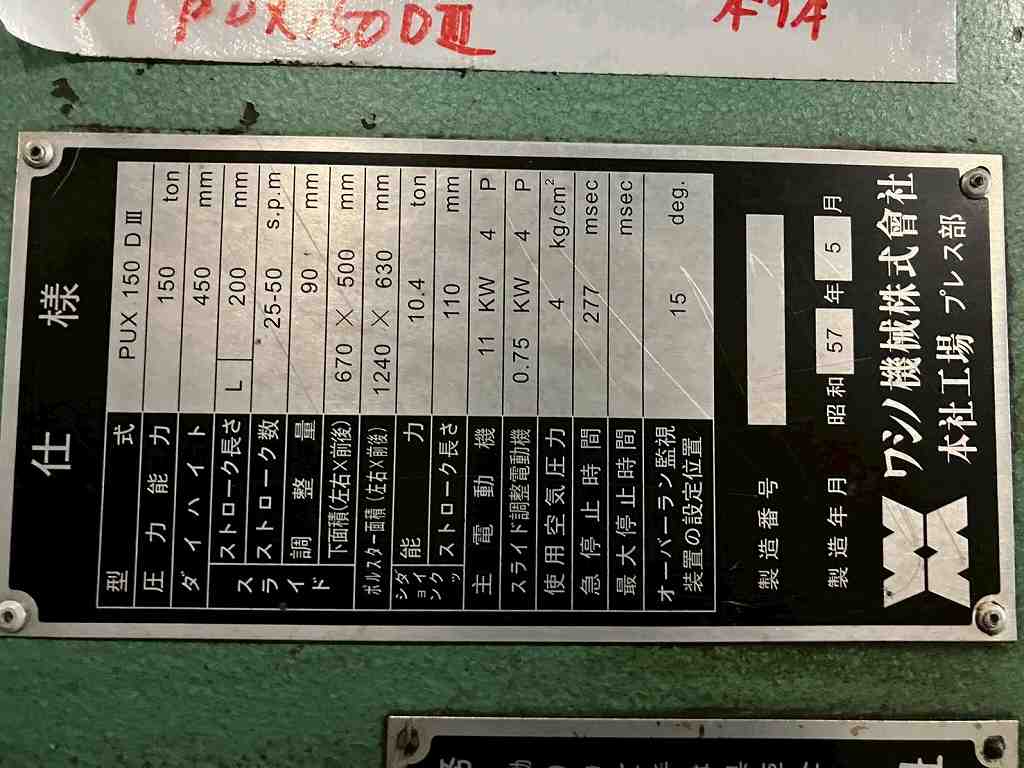 PUX150DIII
仕様
型式 PUX 150 D III
圧力能力 150 ton
ダイハイト 450 mm
スライド ストローク長さ L 200 mm
ストローク数 25-50 s.p.m
調整量 90 mm
下面積(左右×前後) 670 × 500 mm
ボルスター面積(左右×前後) 1240 × 630 mm
ダイクッション 能力 10.4 ton
ストローク長さ 110 mm
主電動機 11 KW 4 P
スライド調整電動機 0.75 KW 4 P
使用空気圧力 4 kg/cm²
急停止時間 277 msec
最大停止時間 msec
オーバーラン監視
装置の設定位置 15 deg.
製造番号
製造年月 昭和57年5月
ワシノ機械株式會社
本社工場 プレス部